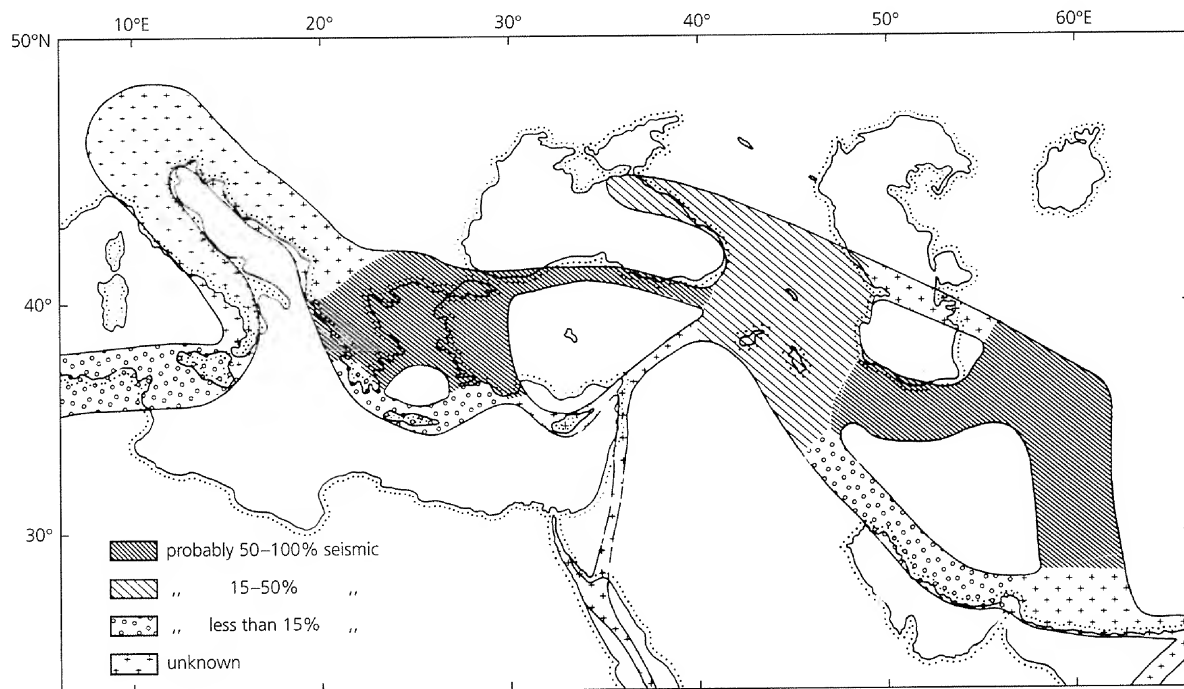 10°E 20° 30° 40° 50° 60°E
50°N
40°
30°
probably 50–100% seismic
,, 15–50% ,,
,, less than 15% ,,
unknown